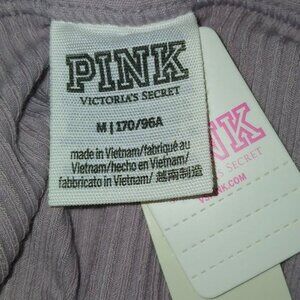 PINK
VICTORIA'S SECRET
M | 170/96A
made in Vietnam/fabriqué au
Vietnam/hecho en Vietnam/
fabbricato in Vietnam/ 越南制造
NK
SECRET
.COM